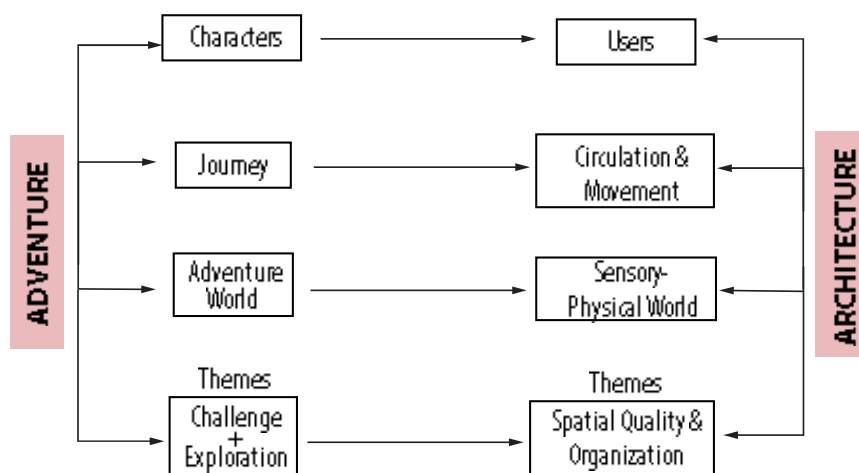 Characters
Users
Journey
Circulation &
Movement
ADVENTURE
ARCHITECTURE
Adventure
World
Sensory-
Physical World
Themes
Challenge
+
Exploration
Themes
Spatial Quality &
Organization